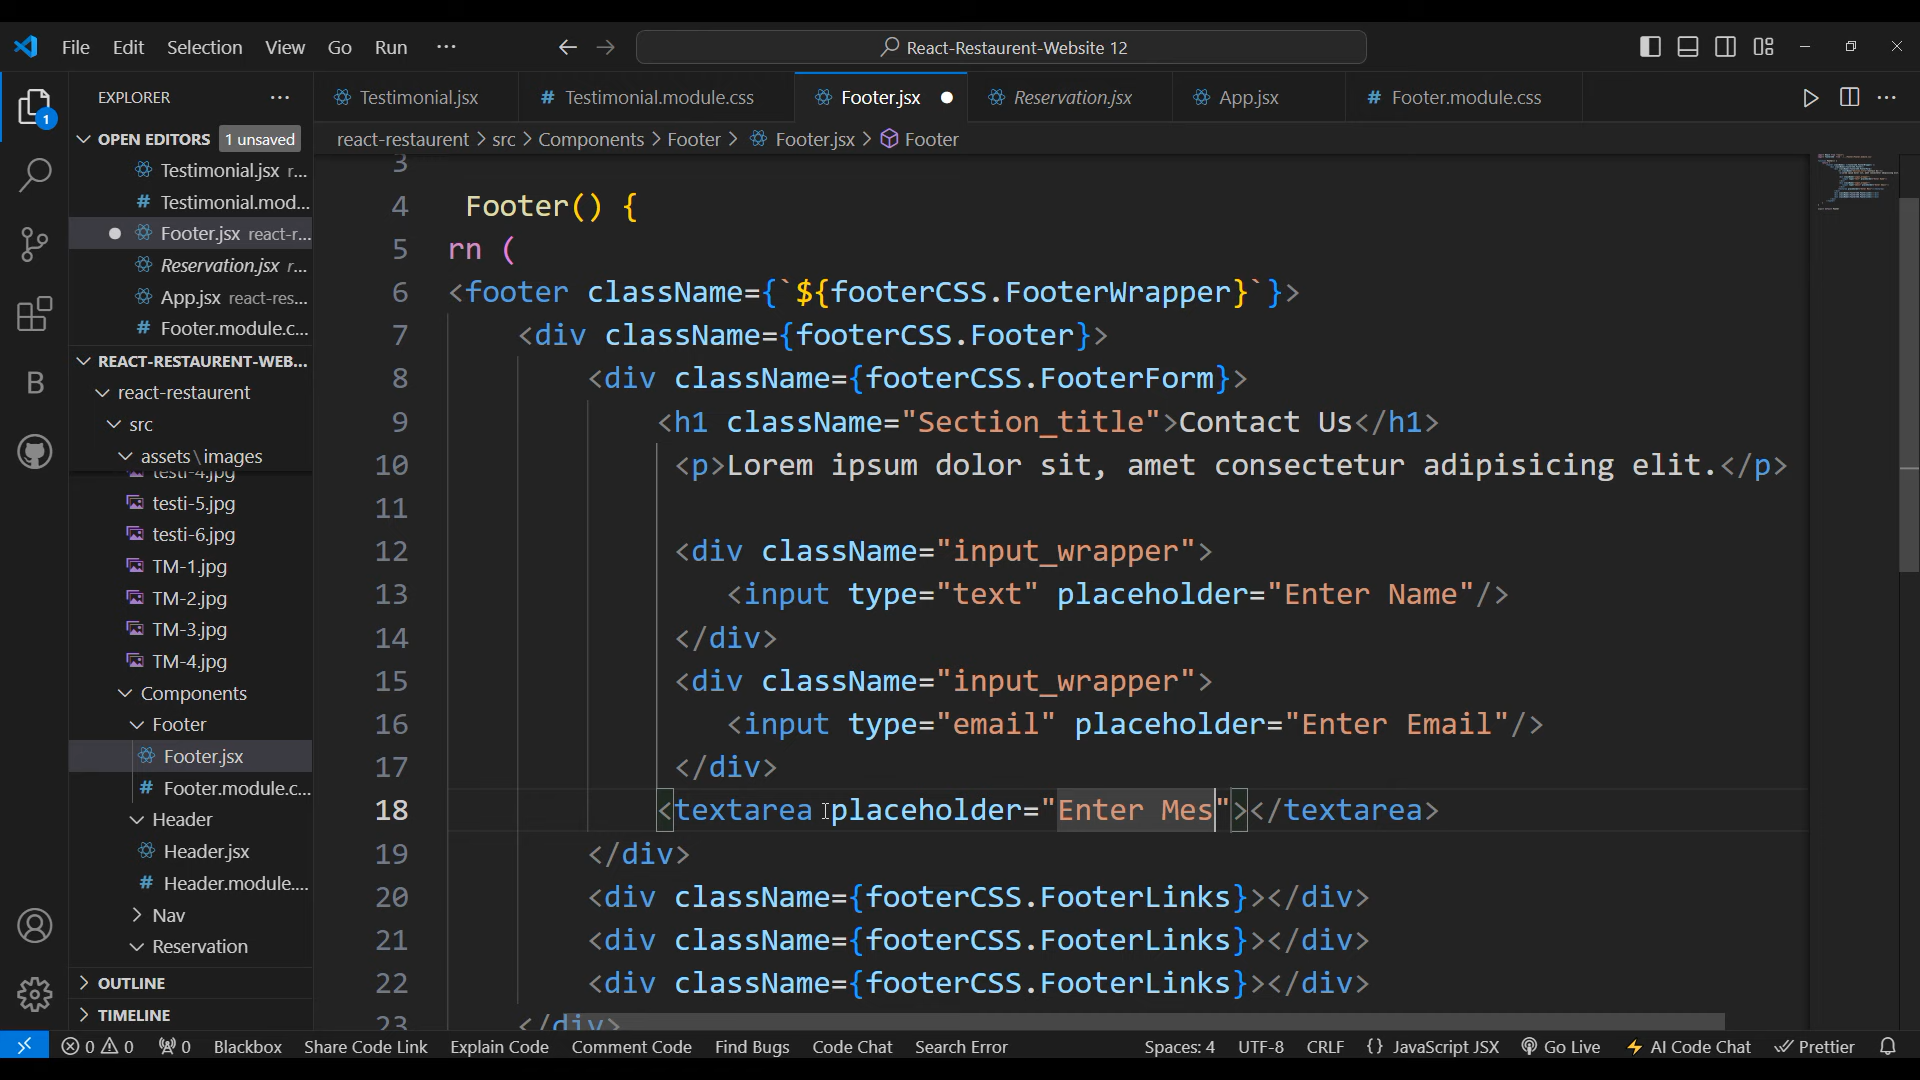 File Edit Selection View Go Run ··· React-Restaurent-Website 12
EXPLORER ···
Testimonial.jsx # Testimonial.module.css Footer.jsx Reservation.jsx App.jsx # Footer.module.css ···
OPEN EDITORS 1 unsaved
Testimonial.jsx r...
# Testimonial.mod...
Footer.jsx react-r...
Reservation.jsx r...
App.jsx react-res...
# Footer.module.c...
REACT-RESTAURENT-WEB...
react-restaurent
src
assets\images
testi-4.jpg
testi-5.jpg
testi-6.jpg
TM-1.jpg
TM-2.jpg
TM-3.jpg
TM-4.jpg
Components
Footer
Footer.jsx
# Footer.module.c...
Header
Header.jsx
# Header.module....
Nav
Reservation
OUTLINE
TIMELINE
1
B
react-restaurent > src > Components > Footer > Footer.jsx > Footer
3
4 Footer() {
5 rn (
6 <footer className={`${footerCSS.FooterWrapper}`}>
7 <div className={footerCSS.Footer}>
8 <div className={footerCSS.FooterForm}>
9 <h1 className="Section_title">Contact Us</h1>
10 <p>Lorem ipsum dolor sit, amet consectetur adipisicing elit.</p>
11
12 <div className="input_wrapper">
13 <input type="text" placeholder="Enter Name"/>
14 </div>
15 <div className="input_wrapper">
16 <input type="email" placeholder="Enter Email"/>
17 </div>
18 <textarea placeholder="Enter Mes"></textarea>
19 </div>
20 <div className={footerCSS.FooterLinks}></div>
21 <div className={footerCSS.FooterLinks}></div>
22 <div className={footerCSS.FooterLinks}></div>
23 </div>
0 0 0 Blackbox Share Code Link Explain Code Comment Code Find Bugs Code Chat Search Error Spaces: 4 UTF-8 CRLF {} JavaScript JSX Go Live AI Code Chat Prettier